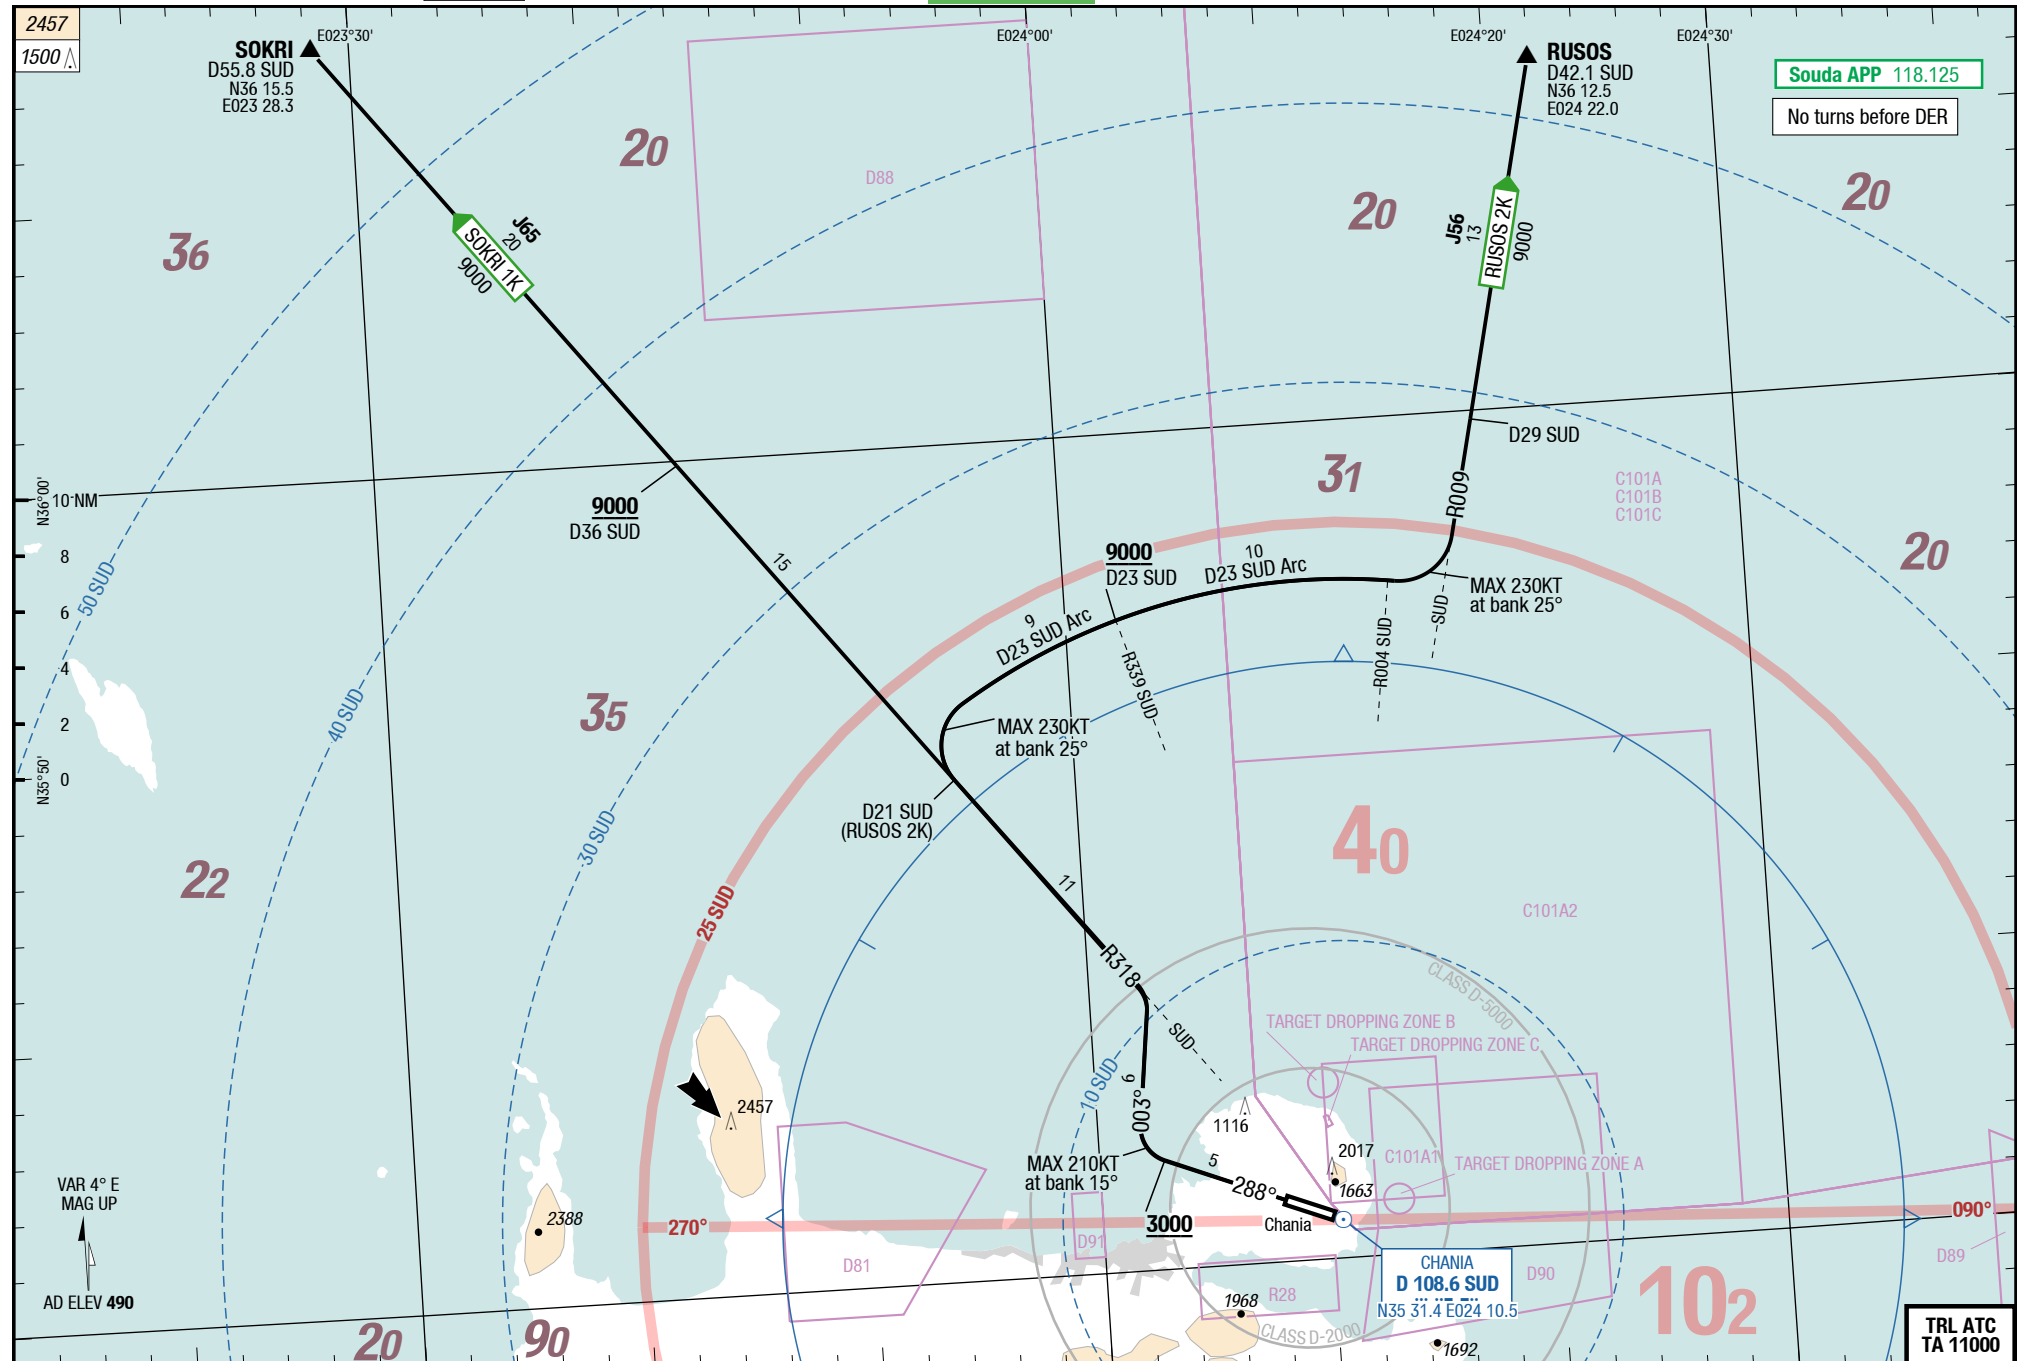 2457
1500
SOKRI
D55.8 SUD
N36 15.5
E023 28.3
E023°30'
E024°00'
E024°20'
E024°30'
RUSOS
D42.1 SUD
N36 12.5
E024 22.0
Souda APP 118.125
No turns before DER
20
D88
20
20
36
J65
20
SOKRI 1K
9000
J56
13
RUSOS 2K
9000
D29 SUD
31
R009
C101A
C101B
C101C
N36°00'
10 NM
8
6
4
2
0
N35°50'
9000
D36 SUD
15
9000
D23 SUD
10
D23 SUD Arc
9
D23 SUD Arc
20
MAX 230KT
at bank 25°
SUD
R004 SUD
R339 SUD
50 SUD
40 SUD
30 SUD
35
MAX 230KT
at bank 25°
D21 SUD
(RUSOS 2K)
40
22
25 SUD
11
C101A2
R318
SUD
CLASS D-5000
TARGET DROPPING ZONE B
TARGET DROPPING ZONE C
10 SUD
9
003°
2457
1116
2017
C101A1
TARGET DROPPING ZONE A
MAX 210KT
at bank 15°
5
288°
1663
VAR 4° E
MAG UP
2388
270°
3000
Chania
090°
D91
D81
D89
CHANIA
D 108.6 SUD
N35 31.4 E024 10.5
D90
R28
102
AD ELEV 490
1968
CLASS D-2000
20
90
1692
TRL ATC
TA 11000